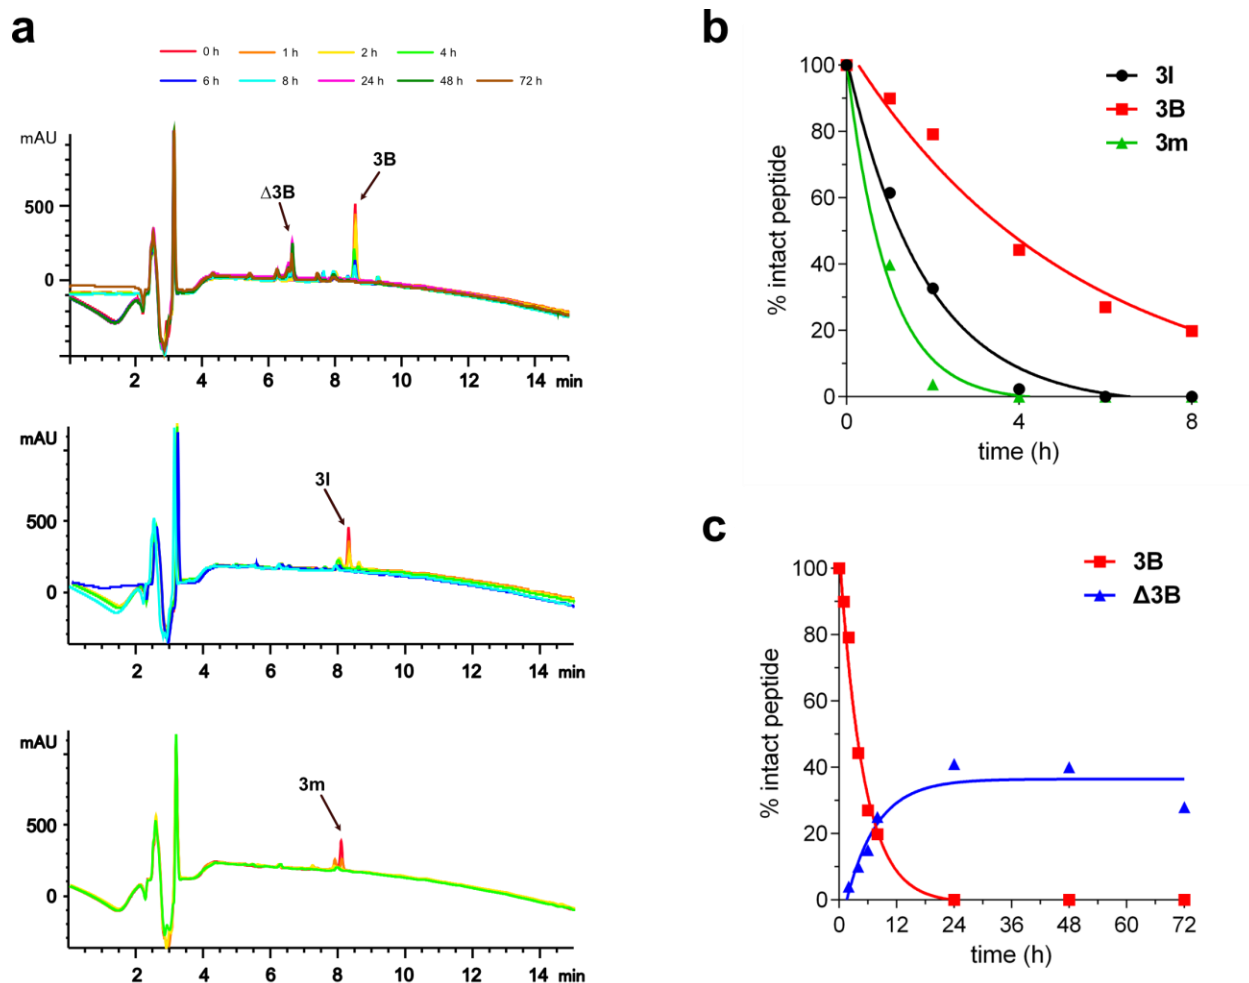 a
0 h 1 h 2 h 4 h
6 h 8 h 24 h 48 h 72 h
mAU
500
0
Δ3B
3B
2 4 6 8 10 12 14 min
mAU
500
0
3l
2 4 6 8 10 12 14 min
mAU
500
0
3m
2 4 6 8 10 12 14 min
b
% intact peptide
100
80
60
40
20
0
3l
3B
3m
0 4 8
time (h)
c
% intact peptide
100
80
60
40
20
0
3B
Δ3B
0 12 24 36 48 60 72
time (h)